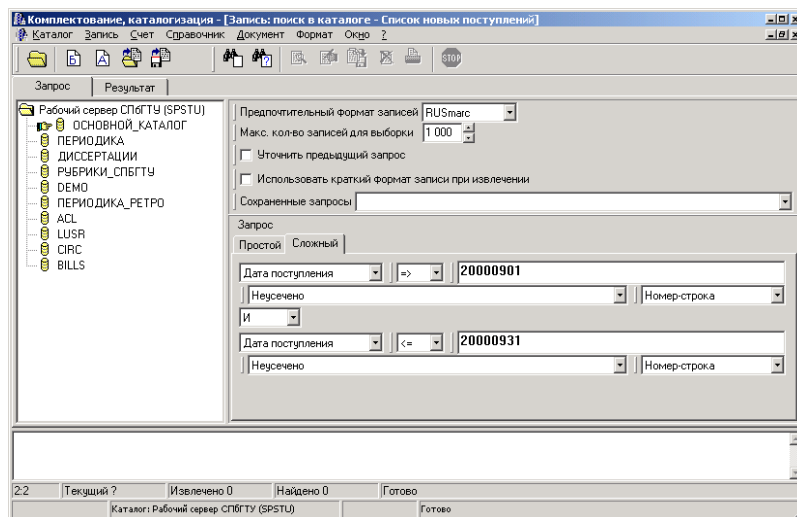 Комплектование, каталогизация - [Запись: поиск в каталоге - Список новых поступлений]
Каталог Запись Счет Справочник Документ Формат Окно ?
Б А STOP
Запрос Результат
Рабочий сервер СПбГТУ (SPSTU)
ОСНОВНОЙ_КАТАЛОГ
ПЕРИОДИКА
ДИССЕРТАЦИИ
РУБРИКИ_СПБГТУ
DEMO
ПЕРИОДИКА_РЕТРО
ACL
LUSR
CIRC
BILLS
Предпочтительный формат записей RUSmarc
Макс. кол-во записей для выборки 1 000
Уточнить предыдущий запрос
Использовать краткий формат записи при извлечении
Сохраненные запросы
Запрос
Простой Сложный
Дата поступления => 20000901
Неусечено Номер-строка
И
Дата поступления <= 20000931
Неусечено Номер-строка
2:2 Текущий ? Извлечено 0 Найдено 0 Готово
Каталог: Рабочий сервер СПбГТУ (SPSTU) Готово